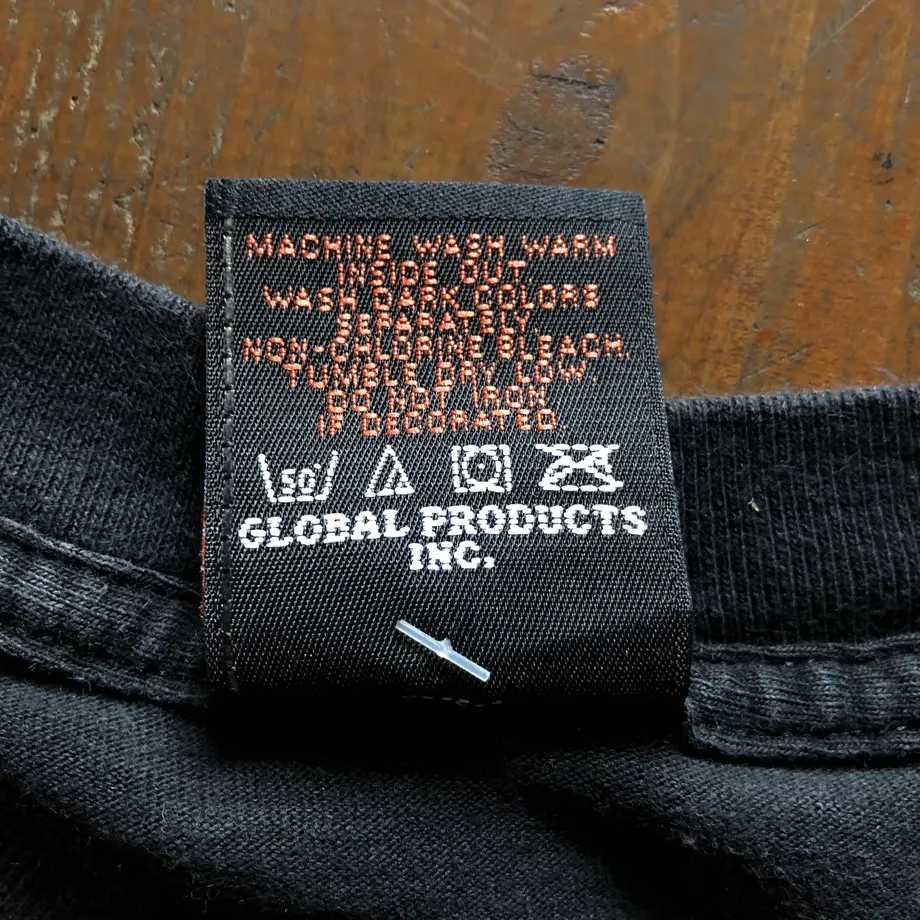 MACHINE WASH WARM
INSIDE OUT
WASH DARK COLORS
SEPARATELY
NON-CHLORINE BLEACH.
TUMBLE DRY LOW.
DO NOT IRON
IF DECORATED.
50°
GLOBAL PRODUCTS
INC.